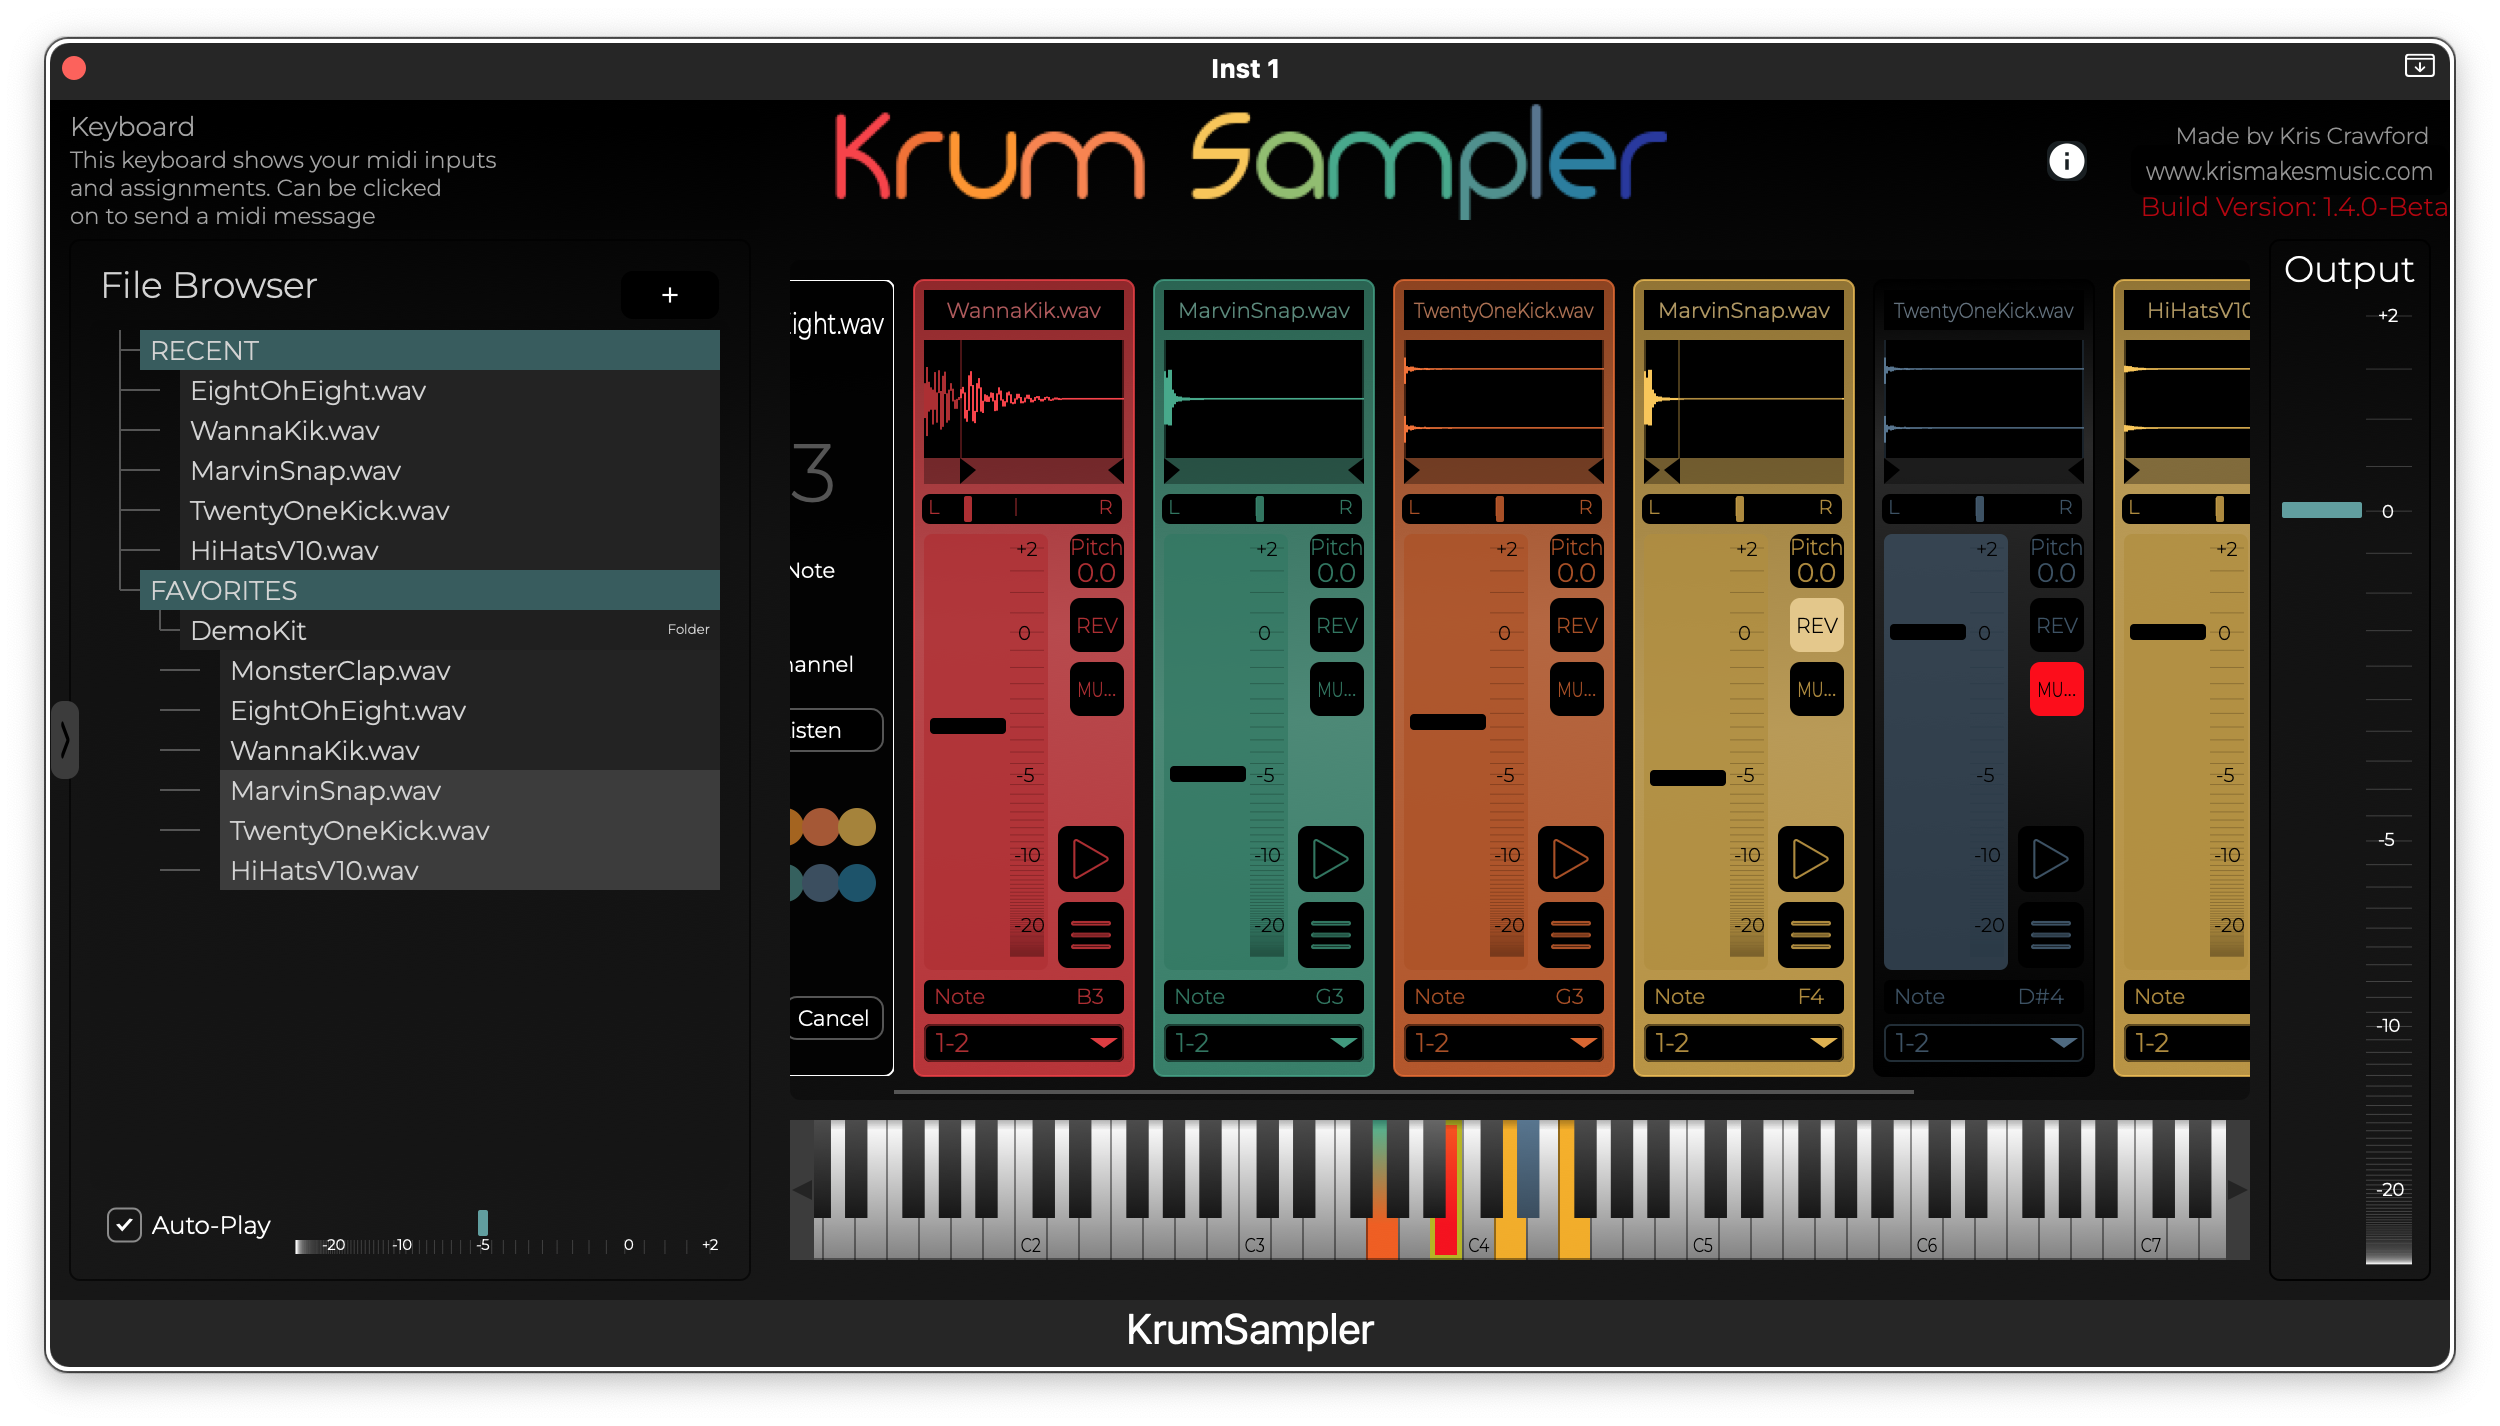 Inst 1
Keyboard
This keyboard shows your midi inputs
and assignments. Can be clicked
on to send a midi message
Krum Sampler
Made by Kris Crawford
www.krismakesmusic.com
Build Version: 1.4.0-Beta
File Browser
+
RECENT
EightOhEight.wav
WannaKik.wav
MarvinSnap.wav
TwentyOneKick.wav
HiHatsV10.wav
FAVORITES
DemoKit Folder
MonsterClap.wav
EightOhEight.wav
WannaKik.wav
MarvinSnap.wav
TwentyOneKick.wav
HiHatsV10.wav
Auto-Play
-20 -10 -5 0 +2
ight.wav
3
Note
hannel
isten
Cancel
WannaKik.wav
L R
+2 0 -5 -10 -20
Pitch
0.0
REV
MU...
Note B3
1-2
MarvinSnap.wav
L R
+2 0 -5 -10 -20
Pitch
0.0
REV
MU...
Note G3
1-2
TwentyOneKick.wav
L R
+2 0 -5 -10 -20
Pitch
0.0
REV
MU...
Note G3
1-2
MarvinSnap.wav
L R
+2 0 -5 -10 -20
Pitch
0.0
REV
MU...
Note F4
1-2
TwentyOneKick.wav
L R
+2 0 -5 -10 -20
Pitch
0.0
REV
MU...
Note D#4
1-2
HiHatsV10
L
+2 0 -5 -10 -20
Note
1-2
Output
+2
0
-5
-10
-20
C2 C3 C4 C5 C6 C7
KrumSampler